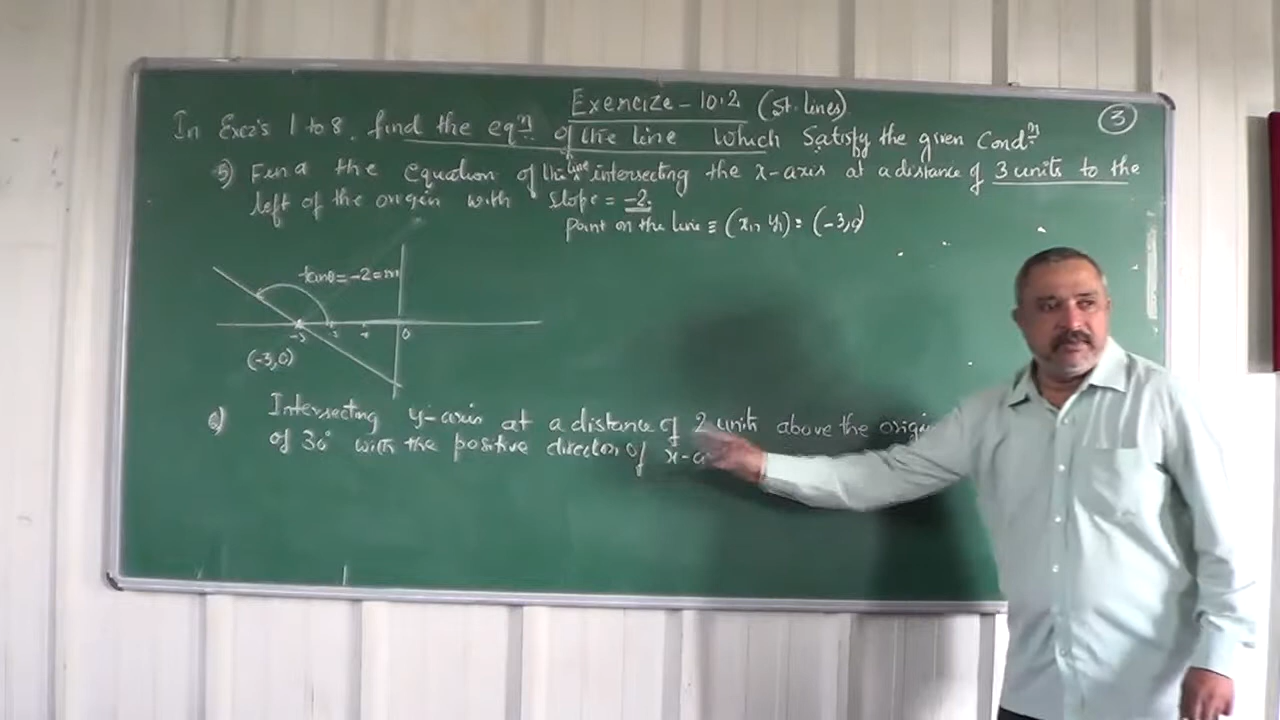 Exercize - 10.2 (St. lines)
3
In Excz's 1 to 8, find the eqⁿ of the line which Satisfy the given Condⁿ
5) Find the equation of the line intersecting the x-axis at a distance of 3 units to the
left of the origin with slope = -2.
point on the line ≡ (x₁, y₁) = (-3,0)
tanθ = -2 = m
-3 -2 -1 0
(-3,0)
6) Intersecting y-axis at a distance of 2 units above the origin
of 30° with the positive direction of x-a